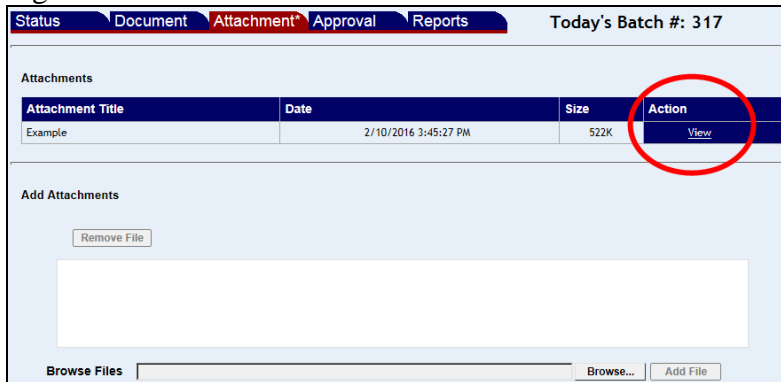 Status Document Attachment* Approval Reports Today's Batch #: 317
Attachments
Attachment Title Date Size Action
Example 2/10/2016 3:45:27 PM 522K View
Add Attachments
Remove File
Browse Files Browse... Add File